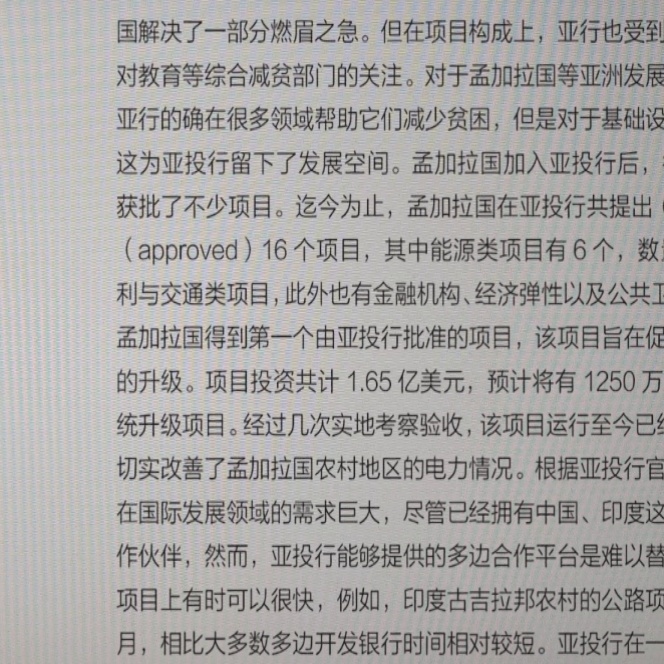 国解决了一部分燃眉之急。但在项目构成上，亚行也受到
对教育等综合减贫部门的关注。对于孟加拉国等亚洲发展
亚行的确在很多领域帮助它们减少贫困，但是对于基础设
这为亚投行留下了发展空间。孟加拉国加入亚投行后，
获批了不少项目。迄今为止，孟加拉国在亚投行共提出
（approved）16 个项目，其中能源类项目有 6 个，数
利与交通类项目，此外也有金融机构、经济弹性以及公共卫
孟加拉国得到第一个由亚投行批准的项目，该项目旨在促
的升级。项目投资共计 1.65 亿美元，预计将有 1250 万
统升级项目。经过几次实地考察验收，该项目运行至今已经
切实改善了孟加拉国农村地区的电力情况。根据亚投行官
在国际发展领域的需求巨大，尽管已经拥有中国、印度这
作伙伴，然而，亚投行能够提供的多边合作平台是难以替
项目上有时可以很快，例如，印度古吉拉邦农村的公路项
月，相比大多数多边开发银行时间相对较短。亚投行在一